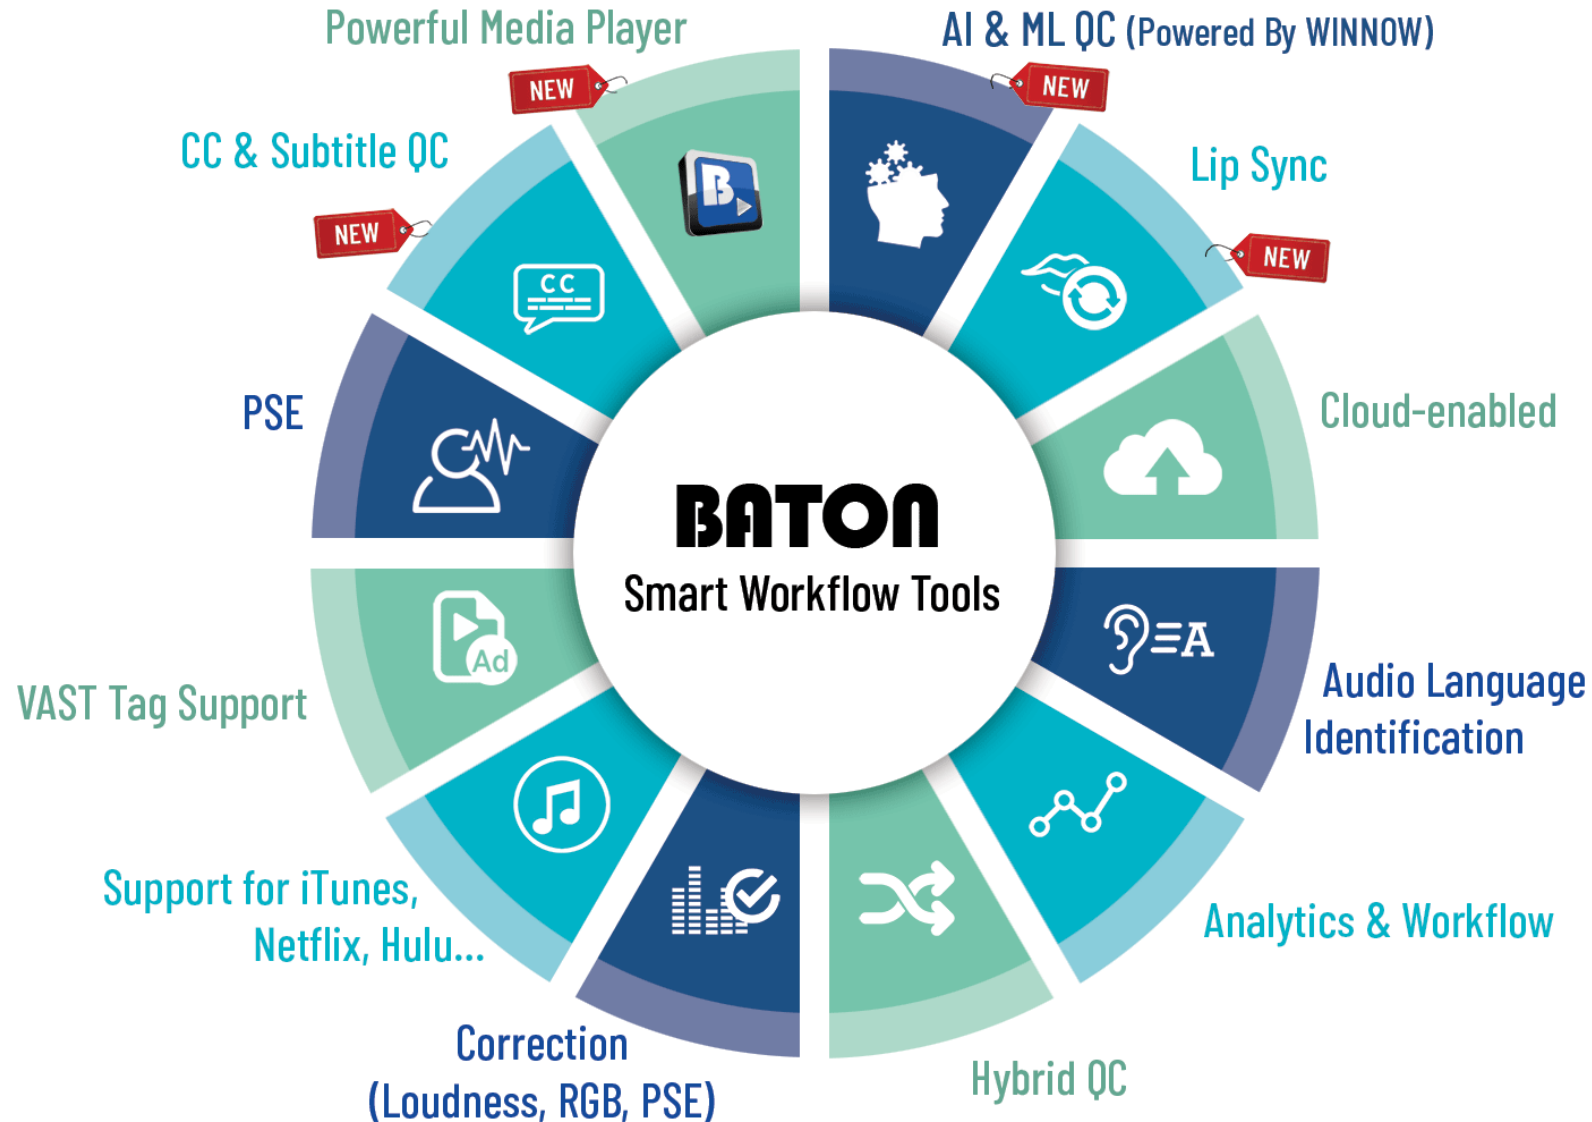 Powerful Media Player
NEW
AI & ML QC (Powered By WINNOW)
NEW
CC & Subtitle QC
NEW
Lip Sync
NEW
B
CC
PSE
Cloud-enabled
BATON
Smart Workflow Tools
Ad
A
VAST Tag Support
Audio Language
Identification
Support for iTunes,
Netflix, Hulu...
Analytics & Workflow
Correction
(Loudness, RGB, PSE)
Hybrid QC